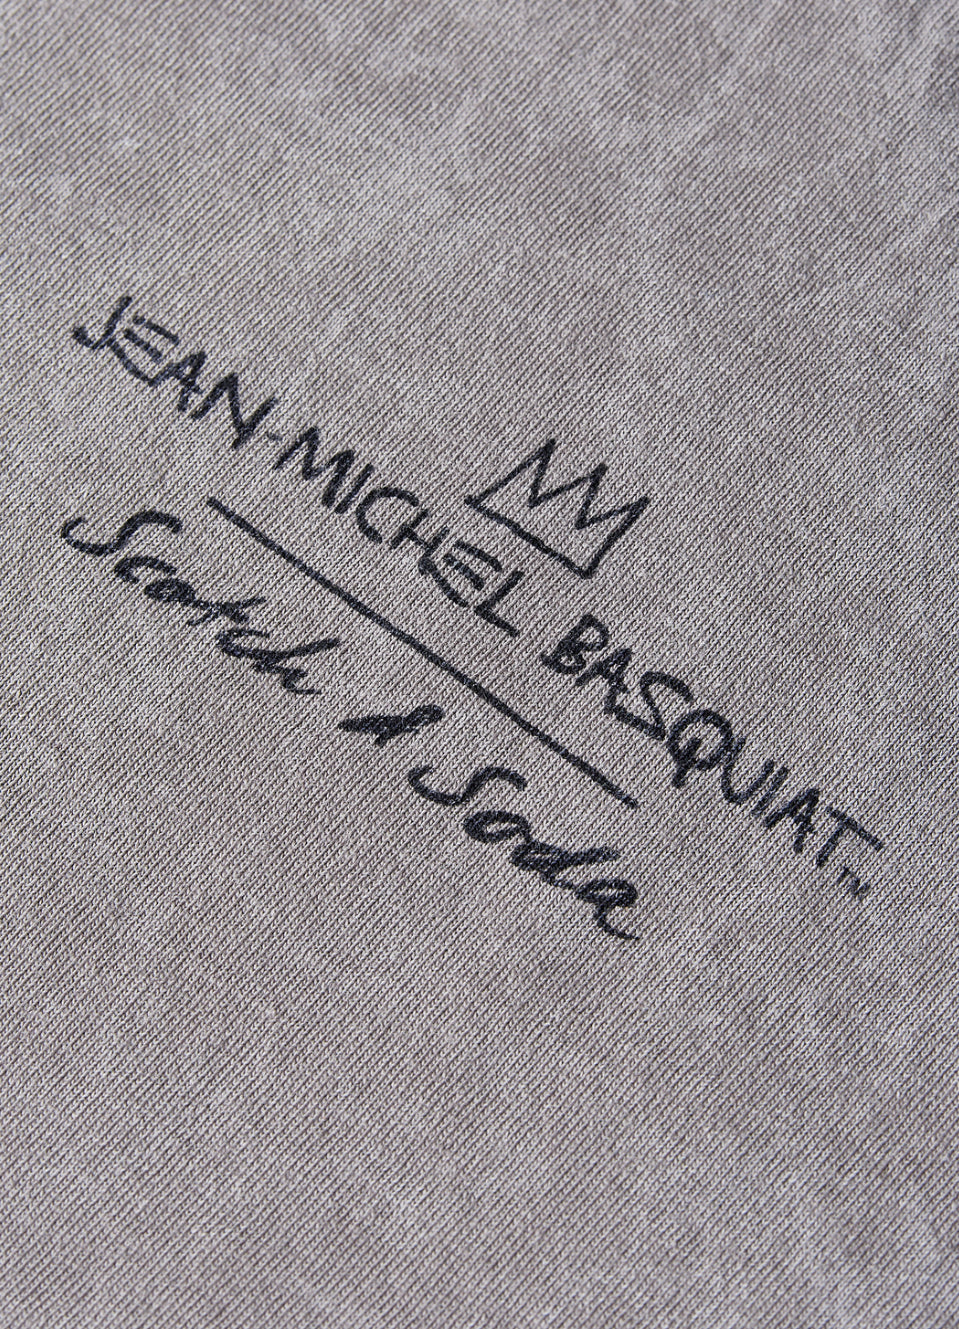 JEAN-MICHEL BASQUIAT™
Scotch & Soda